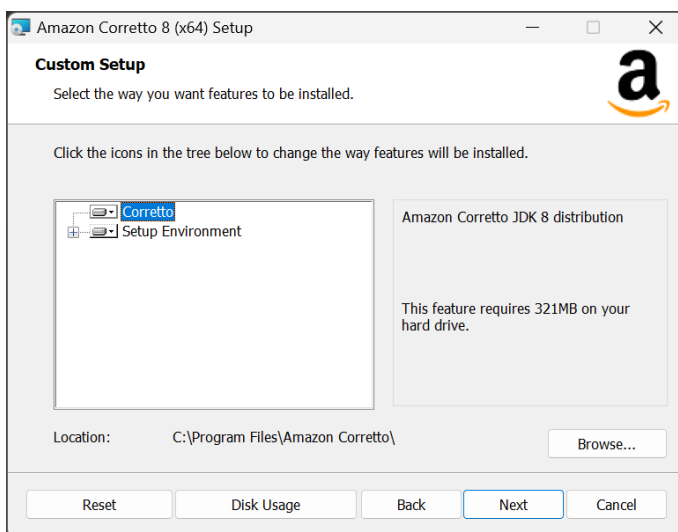 Amazon Corretto 8 (x64) Setup
Custom Setup
Select the way you want features to be installed.
a
Click the icons in the tree below to change the way features will be installed.
Corretto
Setup Environment
Amazon Corretto JDK 8 distribution
This feature requires 321MB on your
hard drive.
Location: C:\Program Files\Amazon Corretto\
Browse...
Reset Disk Usage Back Next Cancel